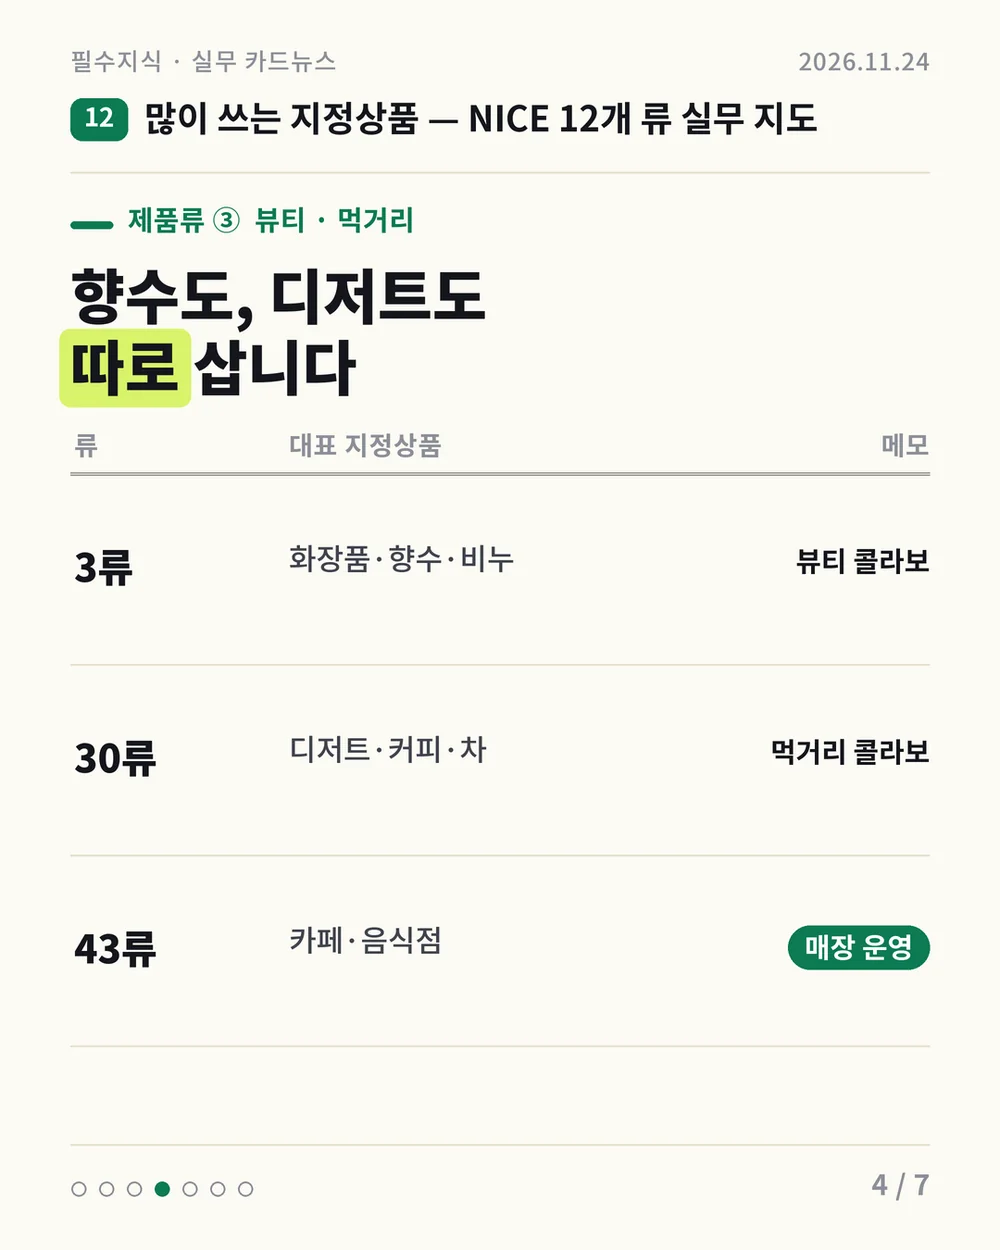 필수지식 · 실무 카드뉴스 2026.11.24
12 많이 쓰는 지정상품 — NICE 12개 류 실무 지도
제품류 ③ 뷰티 · 먹거리
향수도, 디저트도
따로 삽니다
류 대표 지정상품 메모
3류 화장품·향수·비누 뷰티 콜라보
30류 디저트·커피·차 먹거리 콜라보
43류 카페·음식점 매장 운영
4 / 7